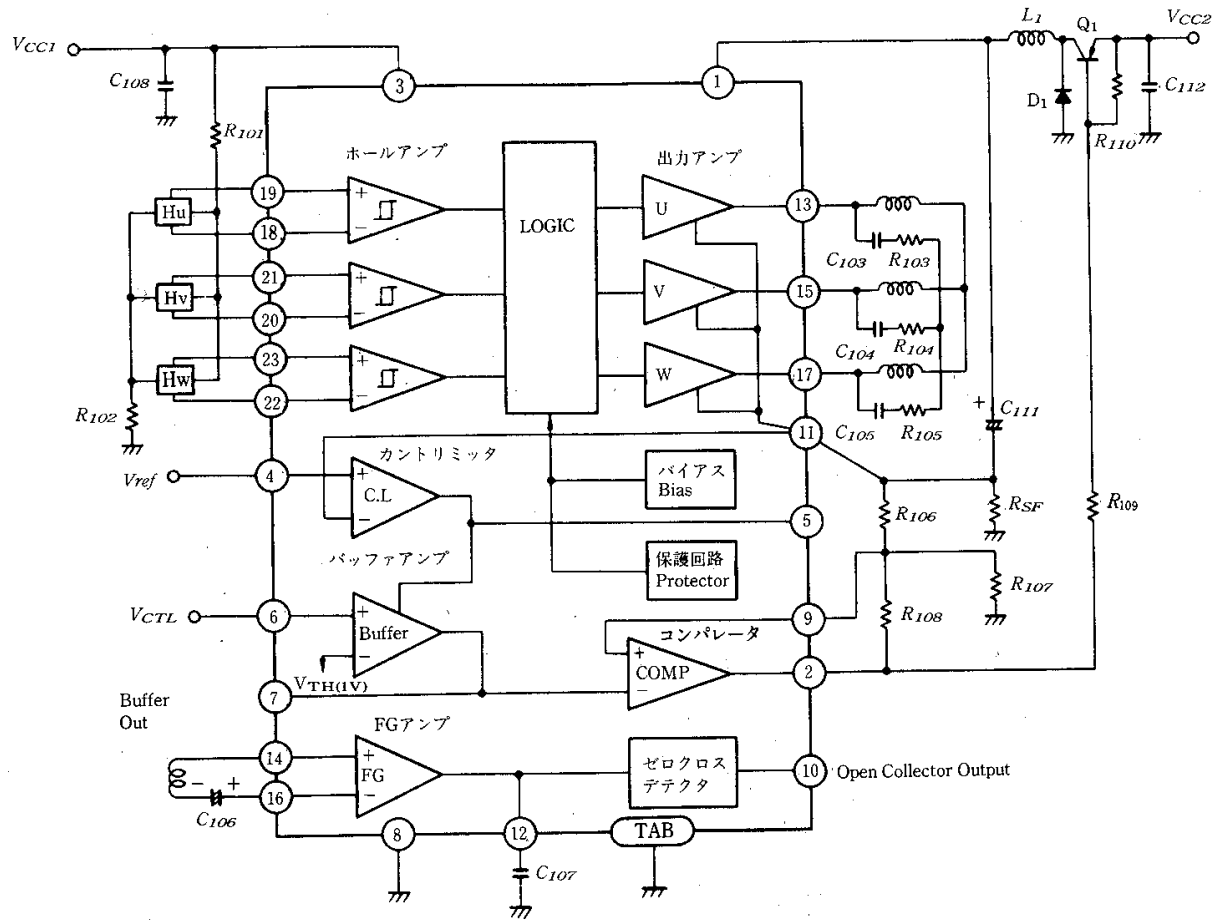 VCC1
C108
R101
3
1
L1
Q1
VCC2
D1
R110
C112
ホールアンプ
出力アンプ
19
Hu
18
+
−
LOGIC
U
13
C103
R103
21
Hv
20
+
−
V
15
C104
R104
23
Hw
22
+
−
W
17
C105
R105
R102
11
+
C111
カントリミッタ
Vref
4
+
C.L
−
バイアス
Bias
5
R106
RSF
R109
バッファアンプ
保護回路
Protector
R107
VCTL
6
+
Buffer
−
VTH(1V)
コンパレータ
9
R108
+
COMP
−
2
7
Buffer
Out
FGアンプ
14
− +
16
C106
+
FG
−
ゼロクロス
デテクタ
10
Open Collector Output
8
12
TAB
C107